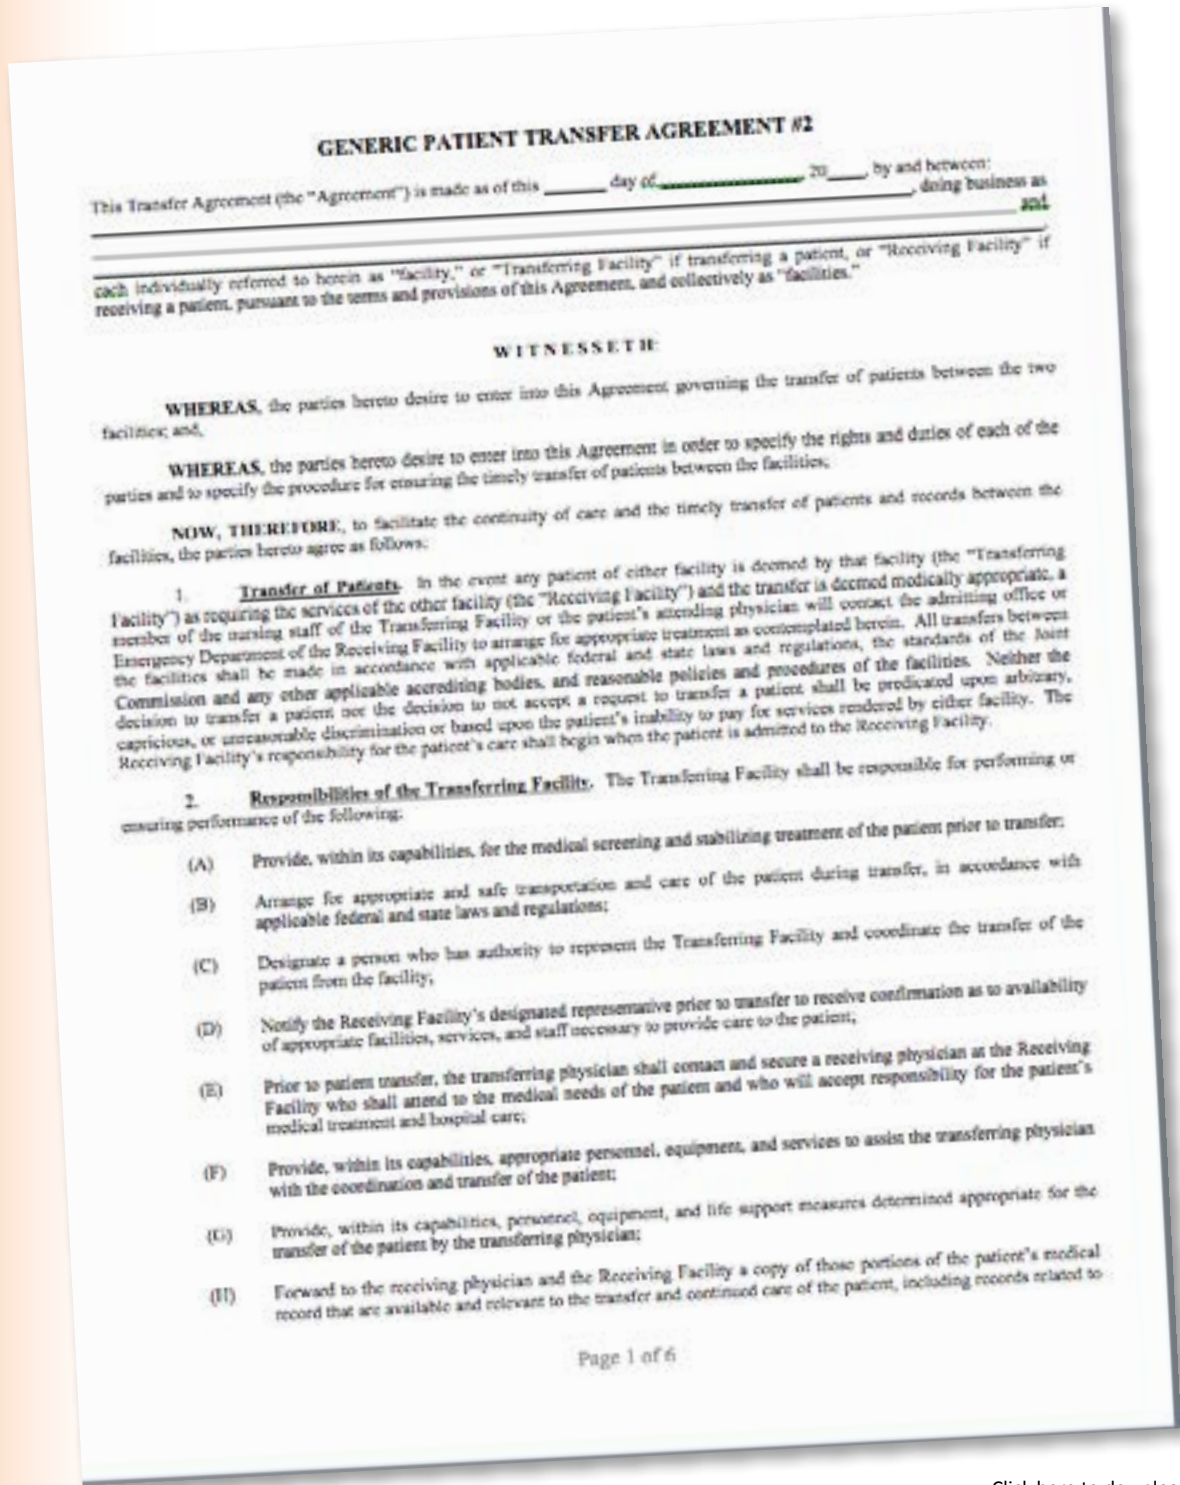 GENERIC PATIENT TRANSFER AGREEMENT #2
This Transfer Agreement (the "Agreement") is made as of this ______ day of ______________, 20____, by and between:
, doing business as
and
each individually referred to herein as "facility," or "Transferring Facility" if transferring a patient, or "Receiving Facility" if
receiving a patient, pursuant to the terms and provisions of this Agreement, and collectively as "facilities."
WITNESSETH:
WHEREAS, the parties hereto desire to enter into this Agreement governing the transfer of patients between the two
facilities; and,
WHEREAS, the parties hereto desire to enter into this Agreement in order to specify the rights and duties of each of the
parties and to specify the procedure for ensuring the timely transfer of patients between the facilities;
NOW, THEREFORE, to facilitate the continuity of care and the timely transfer of patients and records between the
facilities, the parties hereto agree as follows:
1. Transfer of Patients. In the event any patient of either facility is deemed by that facility (the "Transferring
Facility") as requiring the services of the other facility (the "Receiving Facility") and the transfer is deemed medically appropriate, a
member of the nursing staff of the Transferring Facility or the patient's attending physician will contact the admitting office or
Emergency Department of the Receiving Facility to arrange for appropriate treatment as contemplated herein. All transfers between
the facilities shall be made in accordance with applicable federal and state laws and regulations, the standards of the Joint
Commission and any other applicable accrediting bodies, and reasonable policies and procedures of the facilities. Neither the
decision to transfer a patient nor the decision to not accept a request to transfer a patient shall be predicated upon arbitrary,
capricious, or unreasonable discrimination or based upon the patient's inability to pay for services rendered by either facility. The
Receiving Facility's responsibility for the patient's care shall begin when the patient is admitted to the Receiving Facility.
2. Responsibilities of the Transferring Facility. The Transferring Facility shall be responsible for performing or
ensuring performance of the following:
(A) Provide, within its capabilities, for the medical screening and stabilizing treatment of the patient prior to transfer;
(B) Arrange for appropriate and safe transportation and care of the patient during transfer, in accordance with
applicable federal and state laws and regulations;
(C) Designate a person who has authority to represent the Transferring Facility and coordinate the transfer of the
patient from the facility;
(D) Notify the Receiving Facility's designated representative prior to transfer to receive confirmation as to availability
of appropriate facilities, services, and staff necessary to provide care to the patient;
(E) Prior to patient transfer, the transferring physician shall contact and secure a receiving physician at the Receiving
Facility who shall attend to the medical needs of the patient and who will accept responsibility for the patient's
medical treatment and hospital care;
(F) Provide, within its capabilities, appropriate personnel, equipment, and services to assist the transferring physician
with the coordination and transfer of the patient;
(G) Provide, within its capabilities, personnel, equipment, and life support measures determined appropriate for the
transfer of the patient by the transferring physician;
(H) Forward to the receiving physician and the Receiving Facility a copy of those portions of the patient's medical
record that are available and relevant to the transfer and continued care of the patient, including records related to
Page 1 of 6